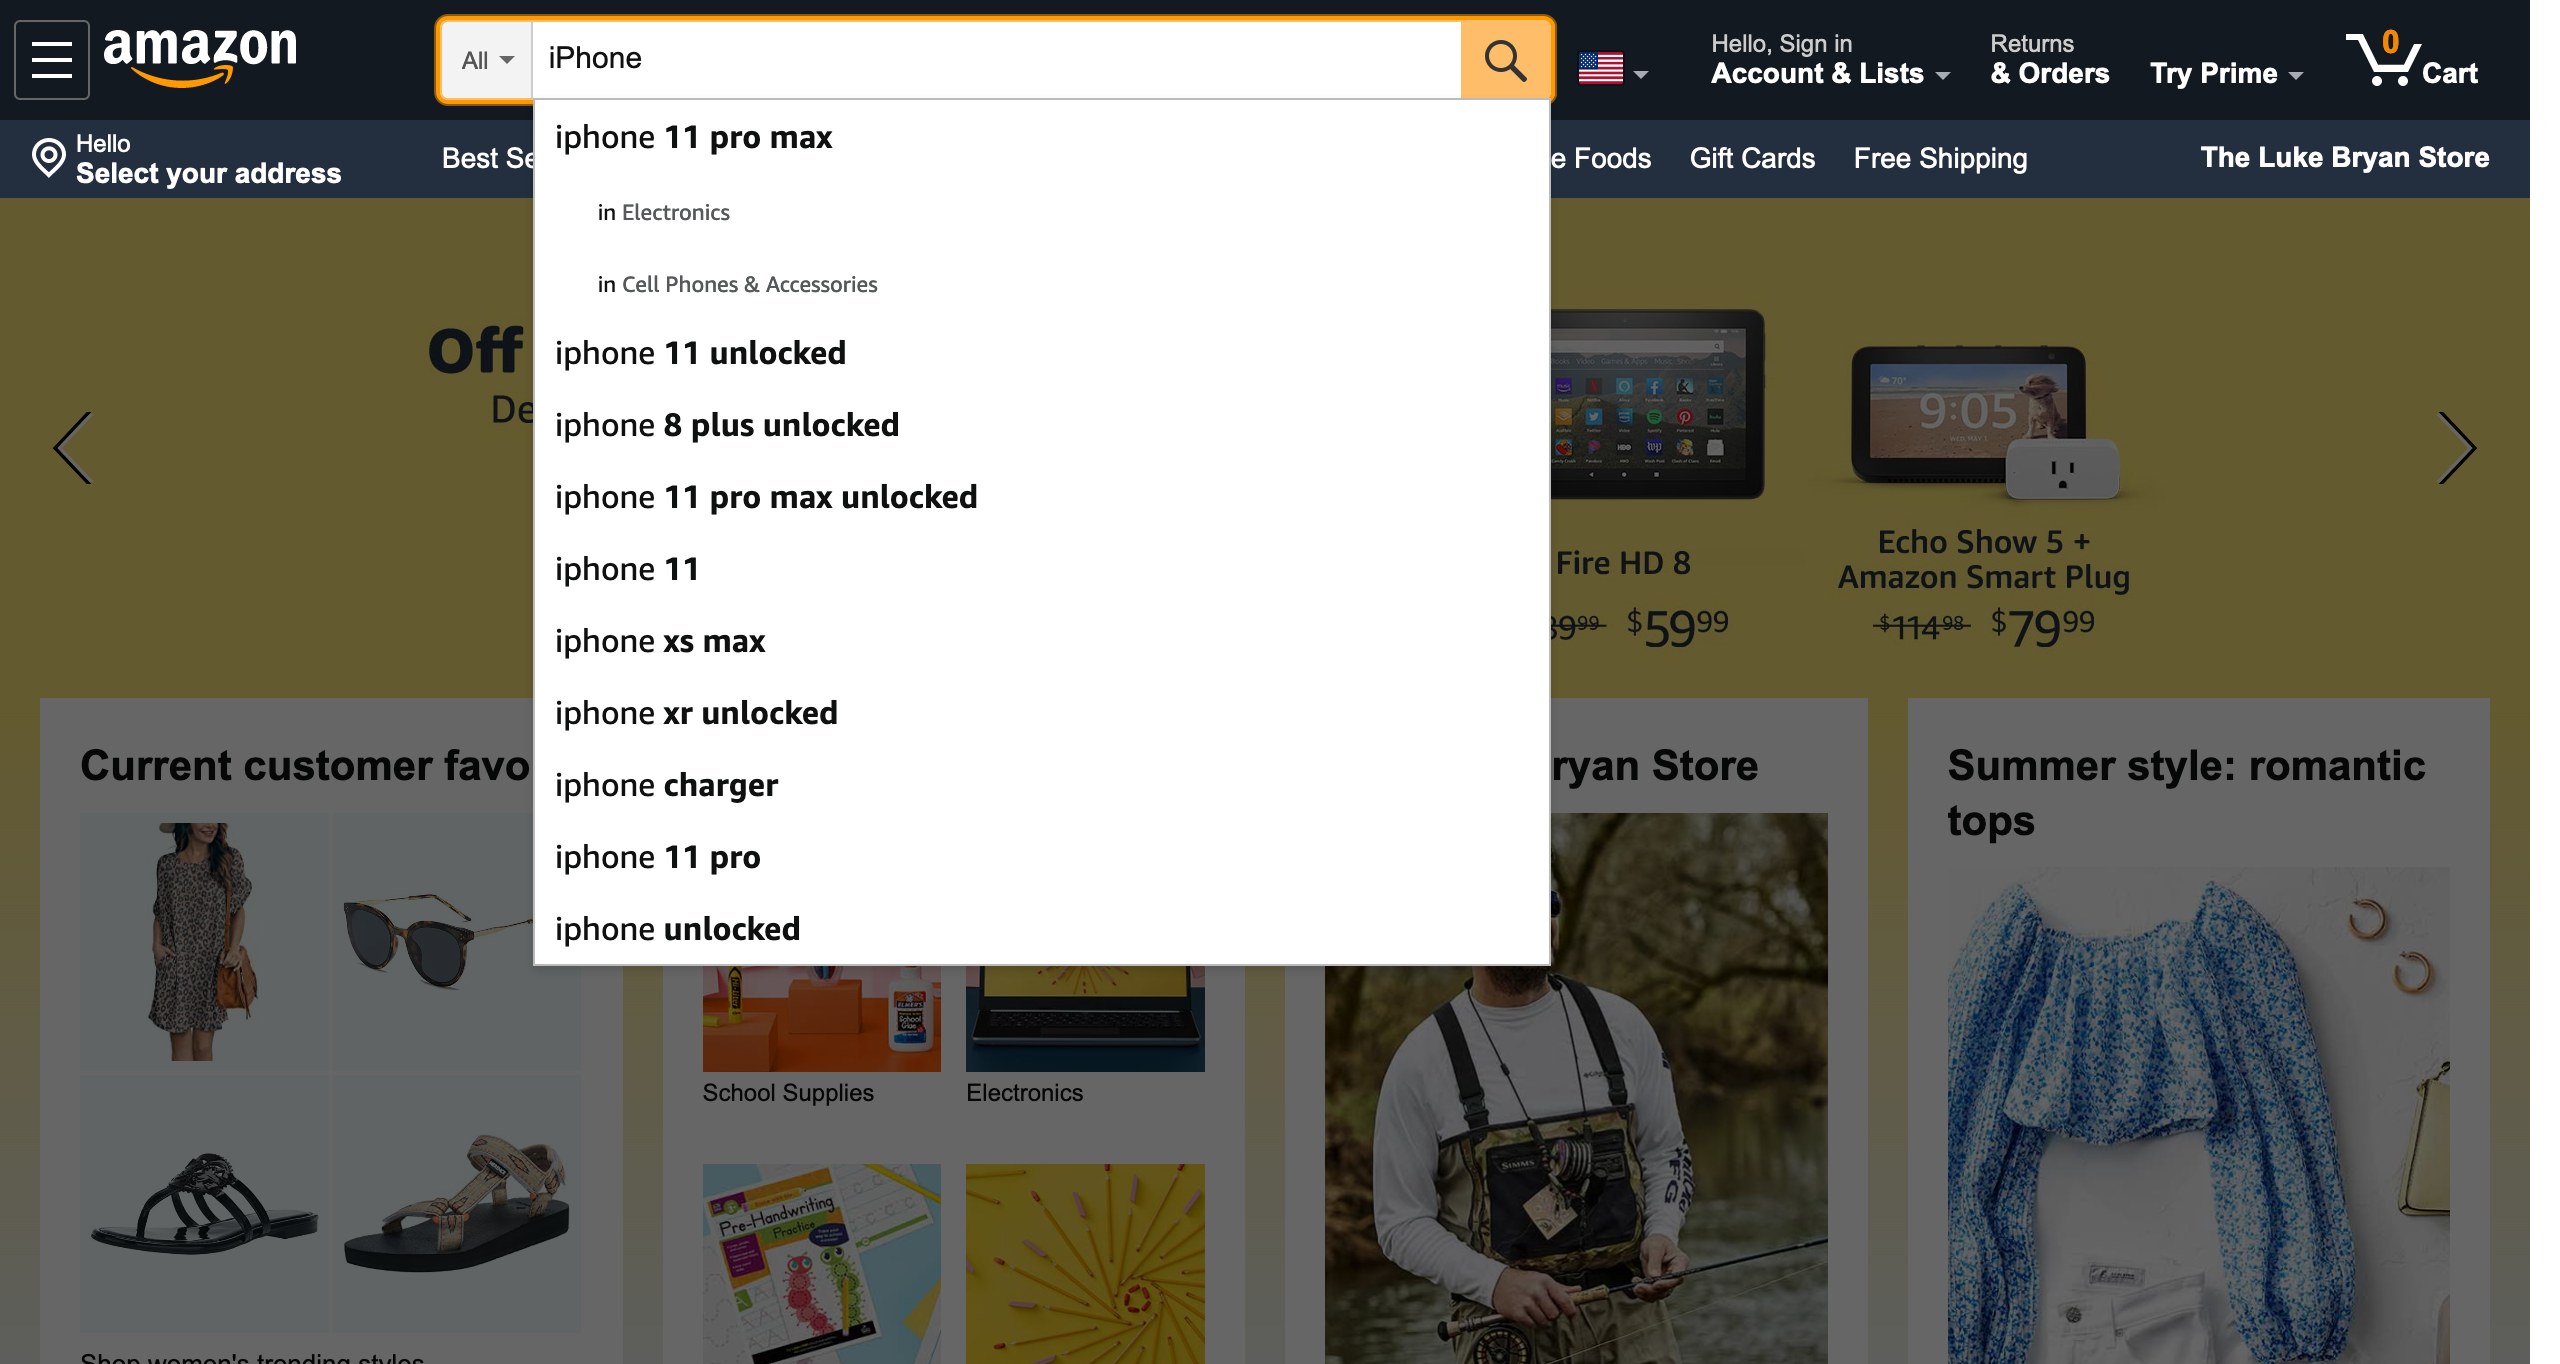 amazon
All
iPhone
Hello, Sign in
Account & Lists
Returns
& Orders
Try Prime
0
Cart
Hello
Select your address
Best Se
e Foods
Gift Cards
Free Shipping
The Luke Bryan Store
iphone 11 pro max
in Electronics
in Cell Phones & Accessories
iphone 11 unlocked
iphone 8 plus unlocked
iphone 11 pro max unlocked
iphone 11
iphone xs max
iphone xr unlocked
iphone charger
iphone 11 pro
iphone unlocked
Off
De
70°
9:05
Fire HD 8
$59 99
Echo Show 5 +
Amazon Smart Plug
$114 98 $79 99
Current customer favo
ryan Store
Summer style: romantic
tops
ELMER'S
School
Glue
School Supplies
Electronics
Pre-Handwriting
Practice
SIMMS
Shop women's trending styles